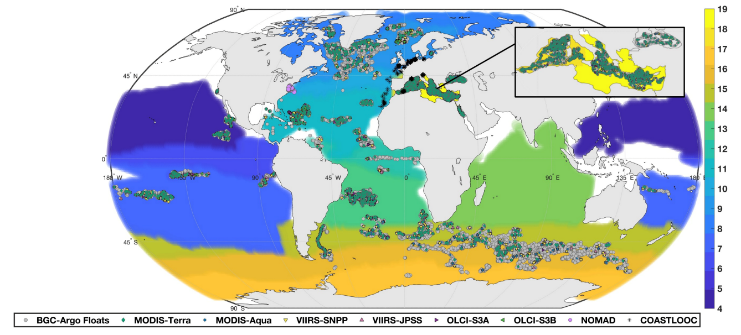 90° N
45° N
0°
180° W
90° W
45° W
0°
45° E
135° E
180° E
45° S
90° S
19
18
17
16
15
14
13
12
11
10
9
8
7
6
5
4
BGC-Argo Floats MODIS-Terra MODIS-Aqua VIIRS-SNPP VIIRS-JPSS OLCI-S3A OLCI-S3B NOMAD COASTLOOC